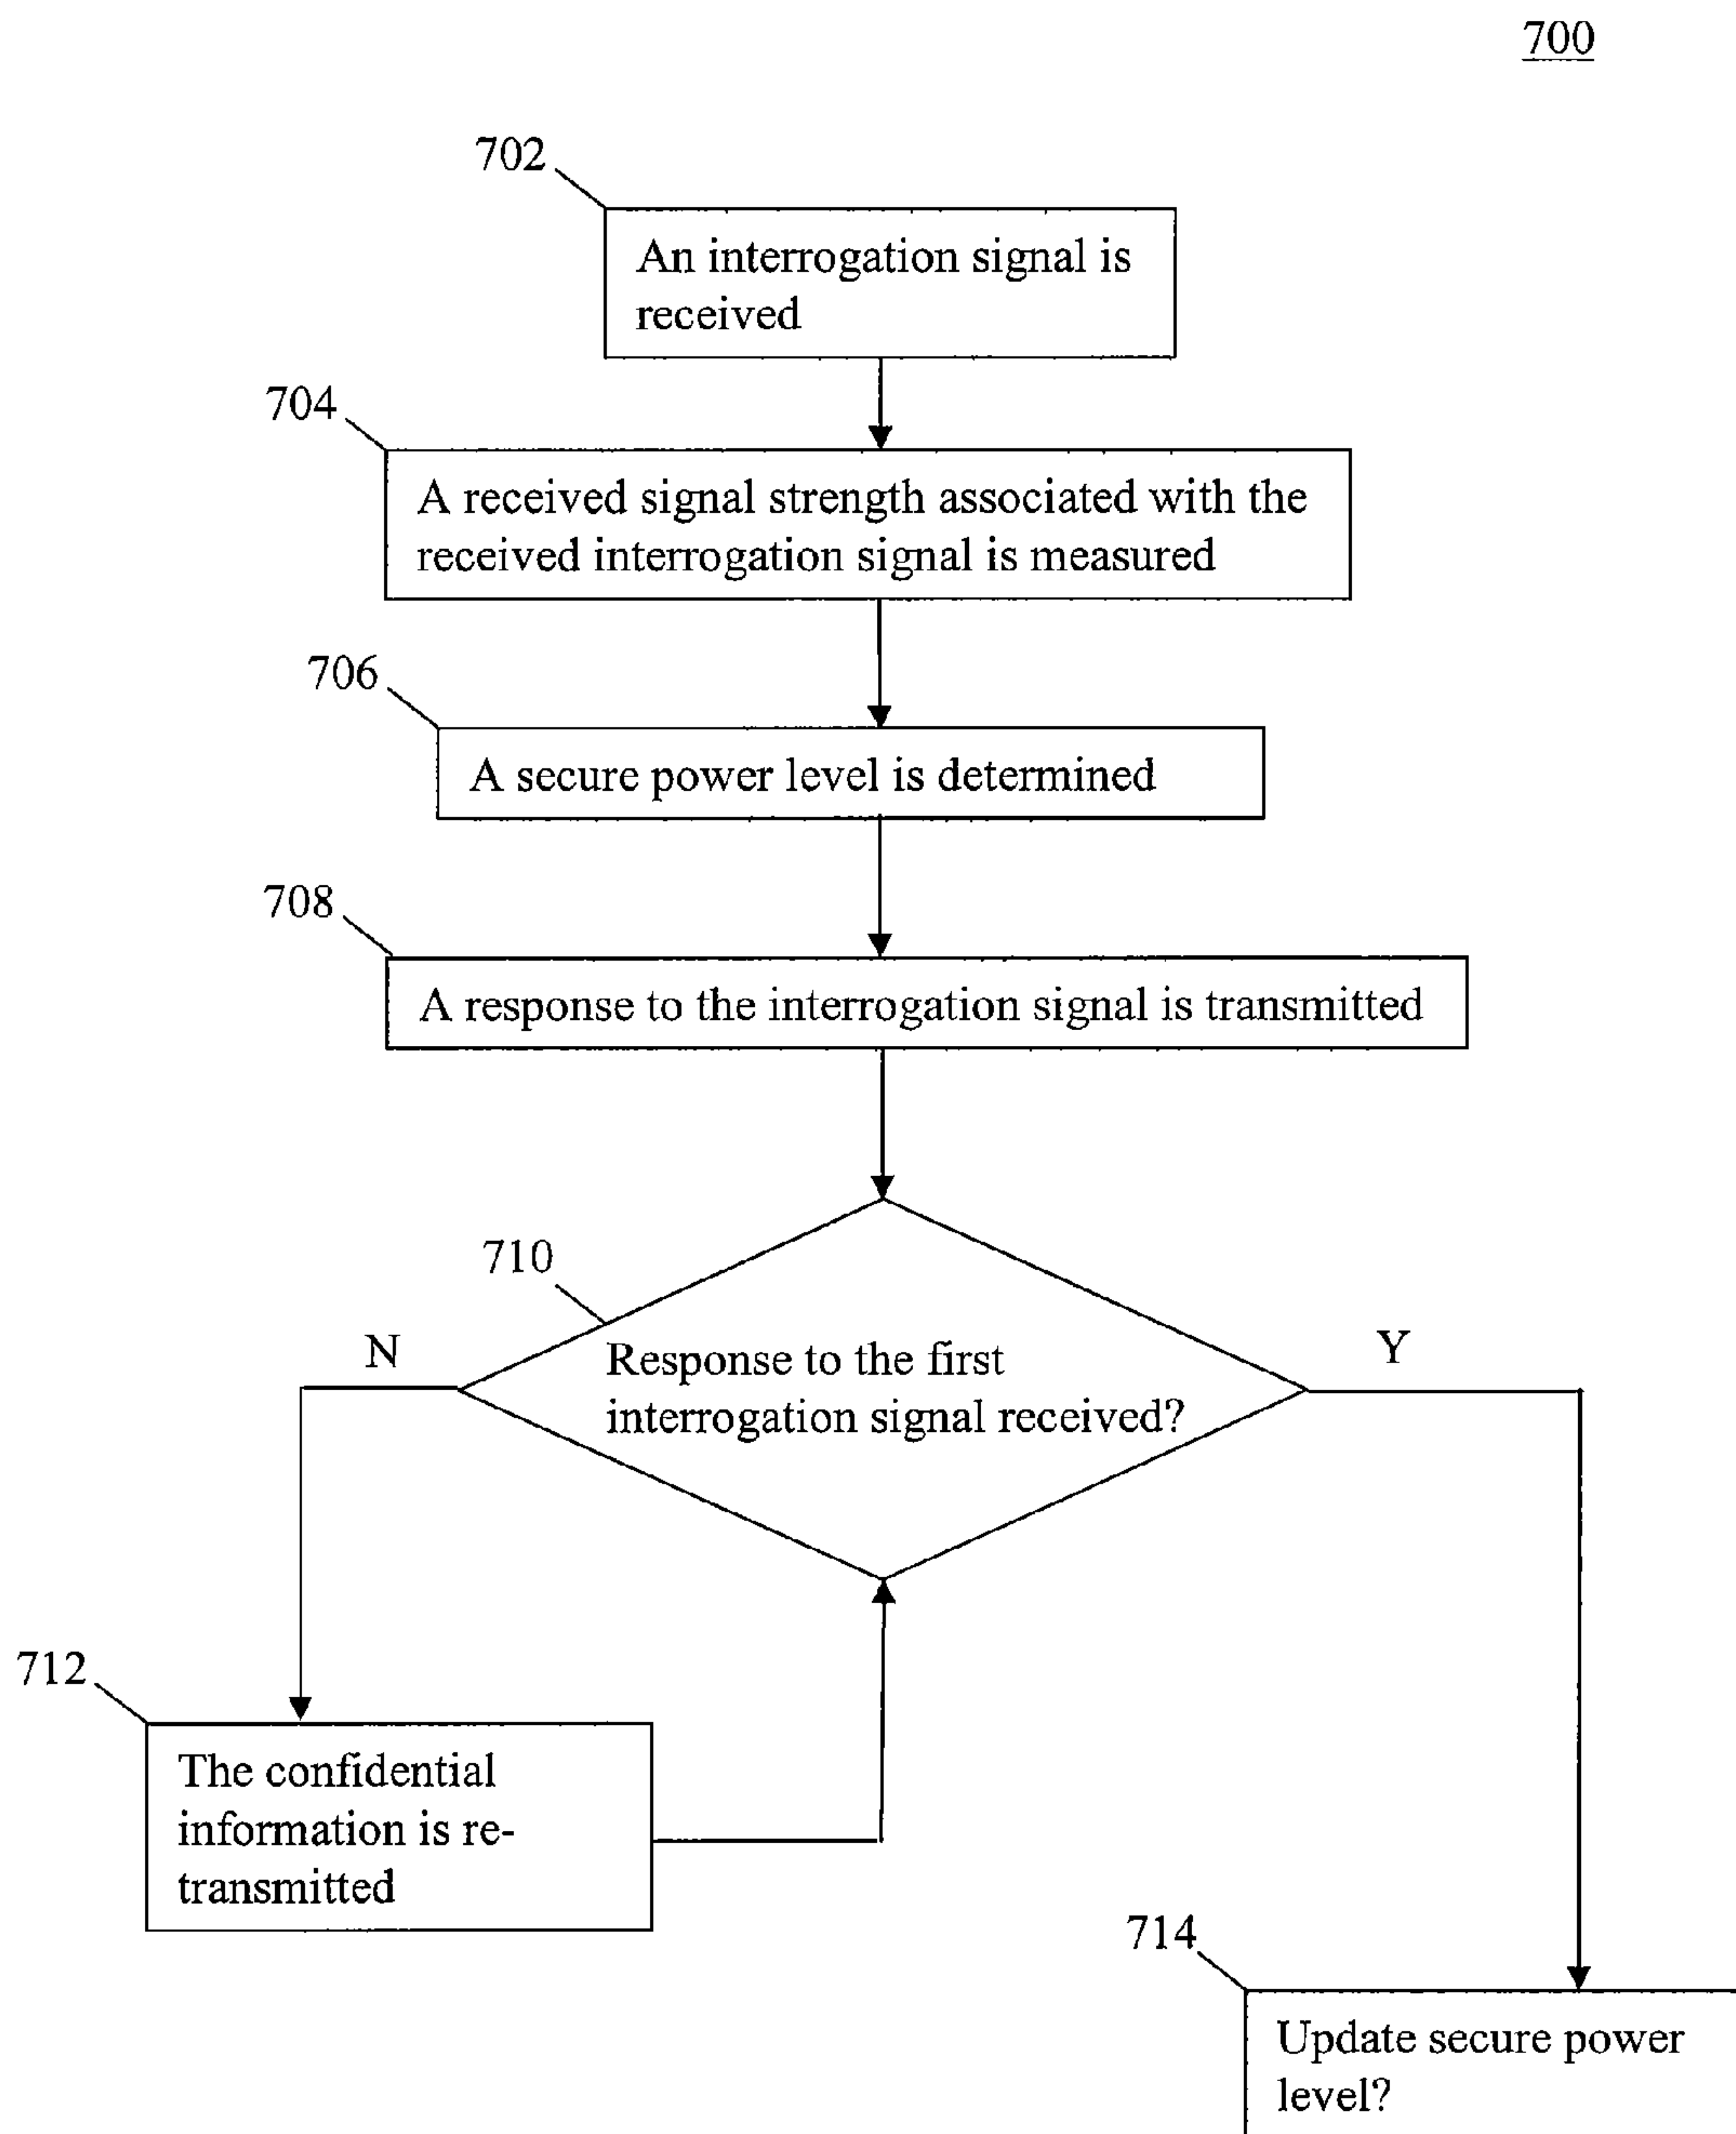 700
702
An interrogation signal is
received
704
A received signal strength associated with the
received interrogation signal is measured
706
A secure power level is determined
708
A response to the interrogation signal is transmitted
710
N
Response to the first
interrogation signal received?
Y
712
The confidential
information is re-
transmitted
714
Update secure power
level?